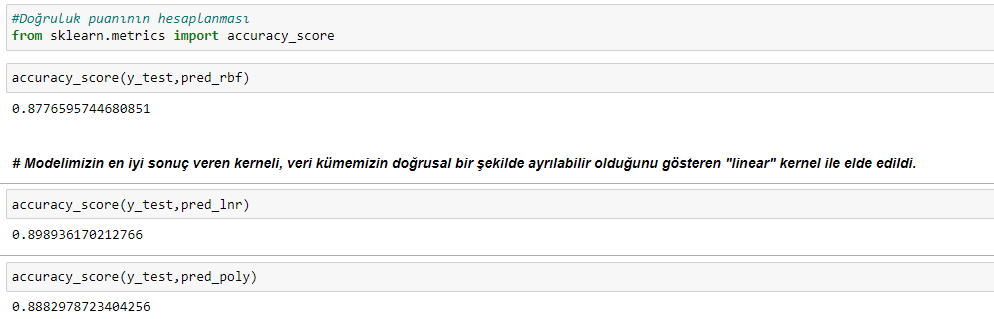 #Doğruluk puanının hesaplanması
from sklearn.metrics import accuracy_score
accuracy_score(y_test,pred_rbf)
0.8776595744680851
# Modelimizin en iyi sonuç veren kerneli, veri kümemizin doğrusal bir şekilde ayrılabilir olduğunu gösteren "linear" kernel ile elde edildi.
accuracy_score(y_test,pred_lnr)
0.898936170212766
accuracy_score(y_test,pred_poly)
0.8882978723404256